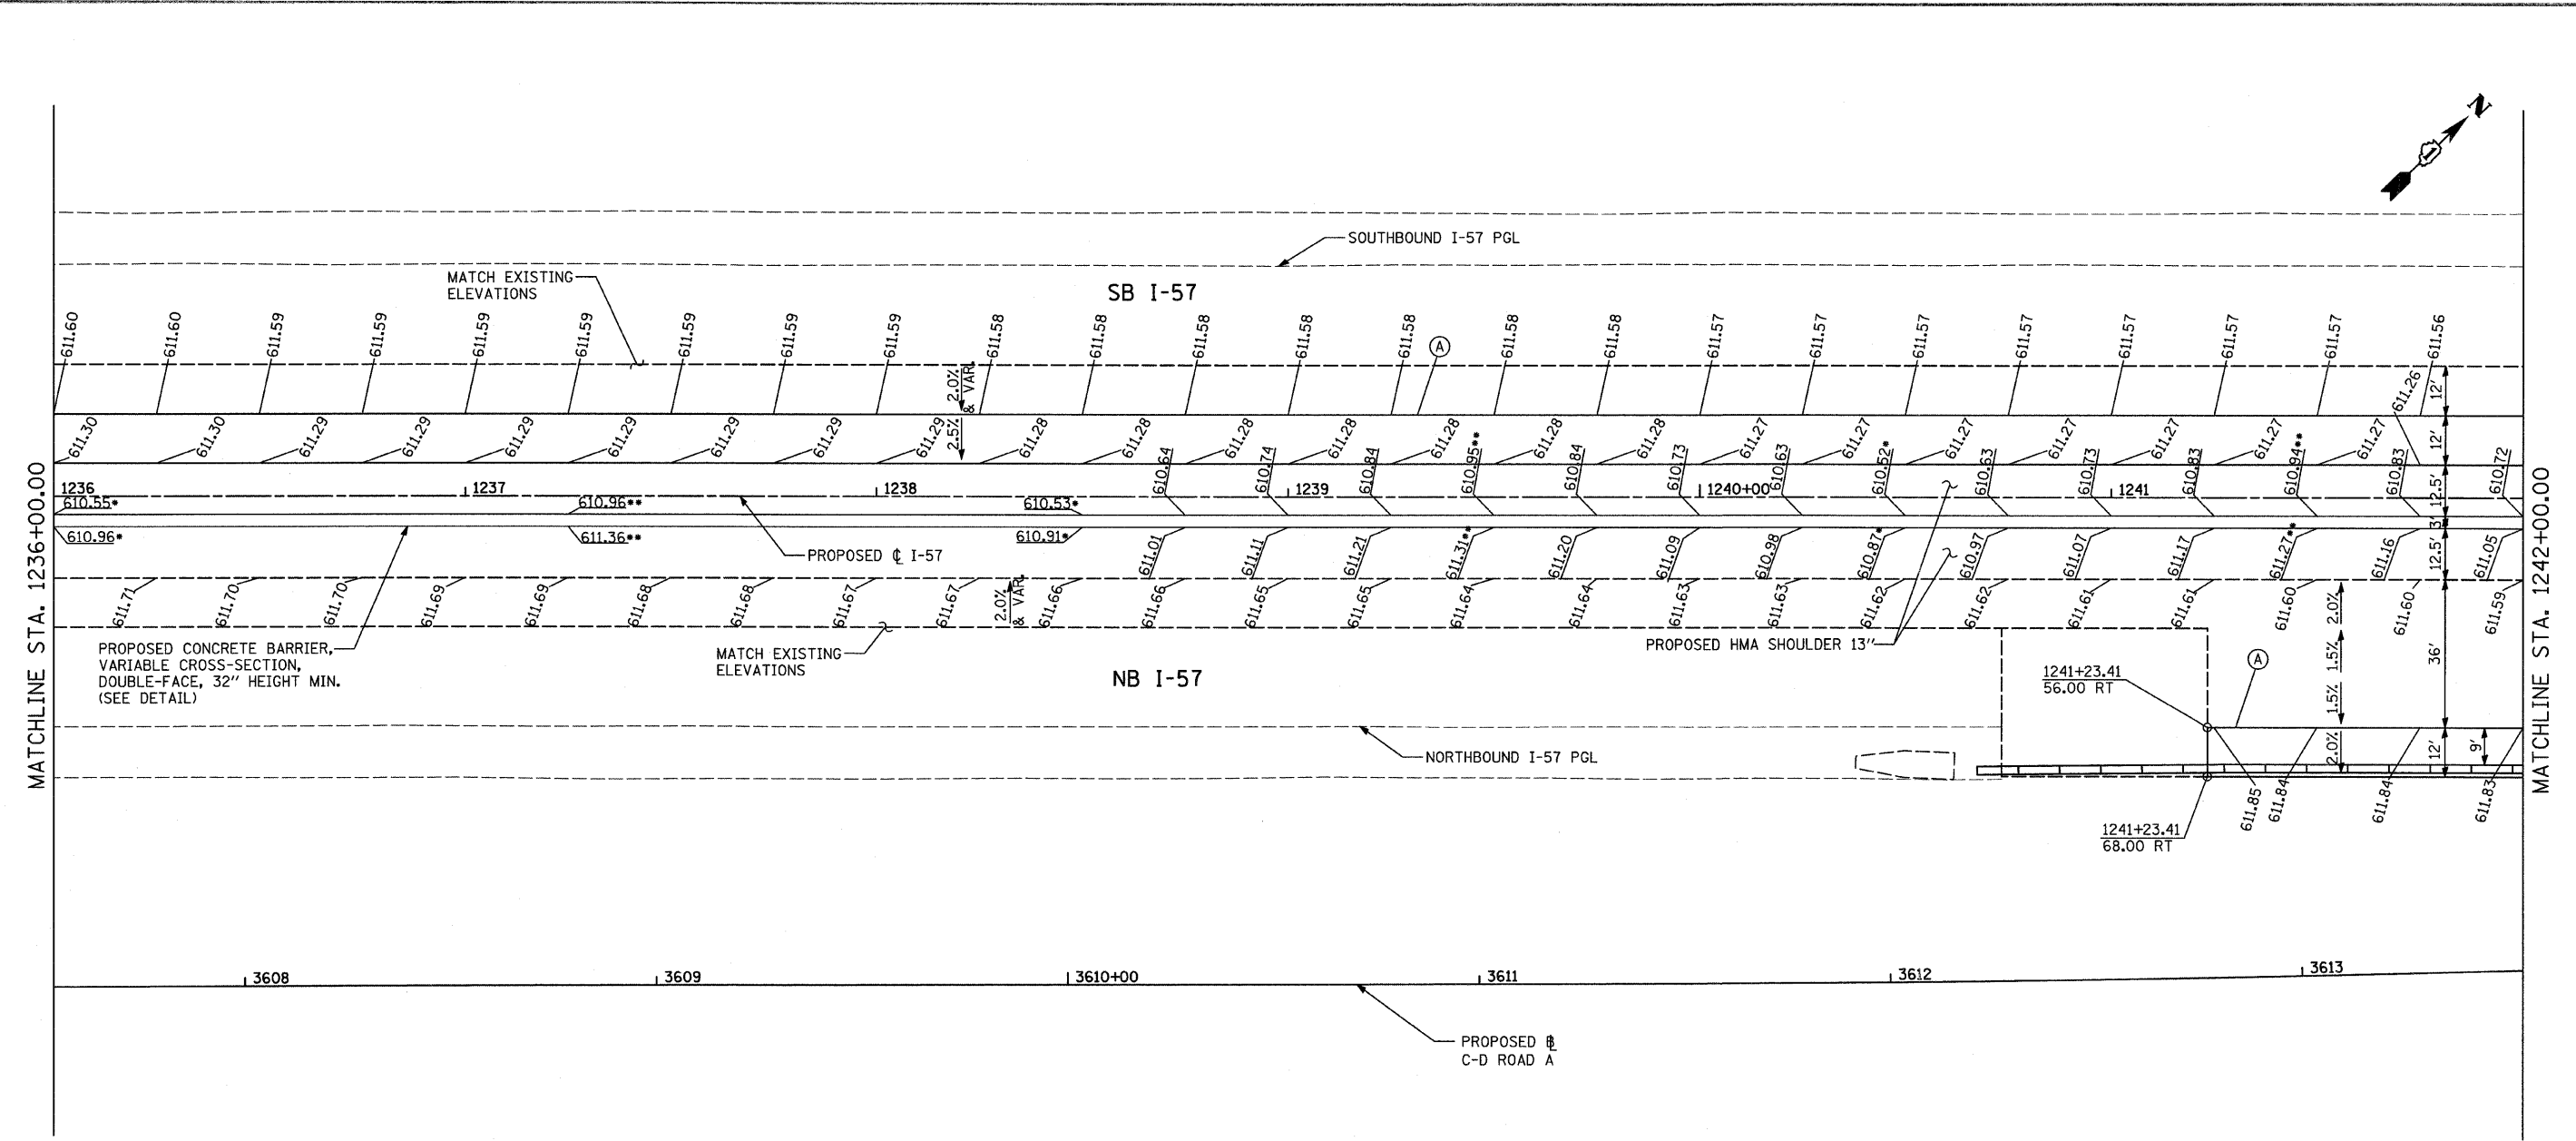 N
1
SOUTHBOUND I-57 PGL
MATCH EXISTING
ELEVATIONS
SB I-57
611.60 611.60 611.59 611.59 611.59 611.59 611.59 611.59 611.59 611.58 611.58 611.58 611.58 611.58 611.58 611.58 611.57 611.57 611.57 611.57 611.57 611.57 611.57 611.56
A
2.0%
& VAR.
12'
611.26
611.30 611.30 611.29 611.29 611.29 611.29 611.29 611.29 611.29 611.28 611.28 611.28 611.28 611.28 611.28 611.28 611.27 611.27 611.27 611.27 611.27 611.27 611.27
2.5%
12'
610.64 610.74 610.84 610.95** 610.84 610.73 610.63 610.52* 610.63 610.73 610.83 610.94** 610.83 610.72
1236 1237 1238 1239 1240+00 1241
12.5'
610.55* 610.96** 610.53*
3'
610.96* 611.36** 610.91*
611.01 611.11 611.21 611.31** 611.20 611.09 610.98 610.87* 610.97 611.07 611.17 611.27** 611.16 611.05
12.5'
PROPOSED ℄ I-57
611.71 611.70 611.70 611.69 611.69 611.68 611.68 611.67 611.67 611.66 611.66 611.65 611.65 611.64 611.64 611.63 611.63 611.62 611.62 611.61 611.61 611.60 611.60 611.59
2.0%
& VAR.
2.0%
PROPOSED CONCRETE BARRIER,
VARIABLE CROSS-SECTION,
DOUBLE-FACE, 32" HEIGHT MIN.
(SEE DETAIL)
MATCH EXISTING
ELEVATIONS
PROPOSED HMA SHOULDER 13"
NB I-57
1241+23.41
56.00 RT
A
1.5%
1.5%
36'
NORTHBOUND I-57 PGL
2.0%
12'
9'
611.85 611.84 611.84 611.83
1241+23.41
68.00 RT
3608 3609 3610+00 3611 3612 3613
PROPOSED BL
C-D ROAD A
MATCHLINE STA. 1236+00.00
MATCHLINE STA. 1242+00.00